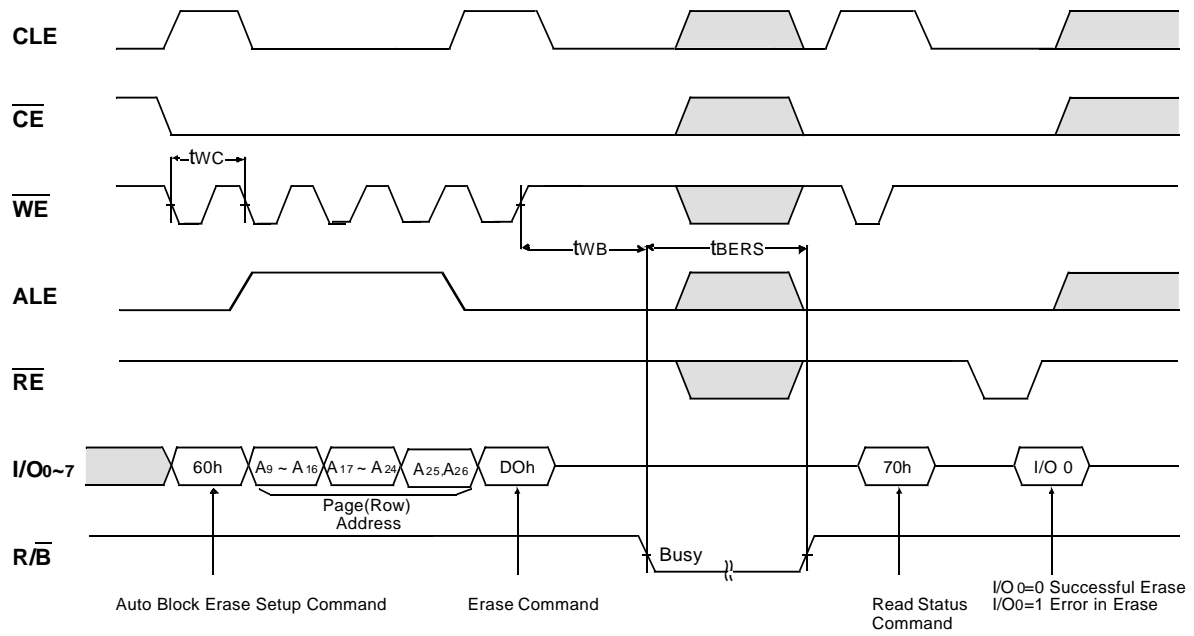 CLE
CE
tWC
WE
tWB
tBERS
ALE
RE
I/O0~7
60h
A9 ~ A16
A17 ~ A24
A25,A26
DOh
70h
I/O 0
Page(Row)
Address
R/B
Busy
Auto Block Erase Setup Command
Erase Command
Read Status
Command
I/O 0=0 Successful Erase
I/O0=1 Error in Erase